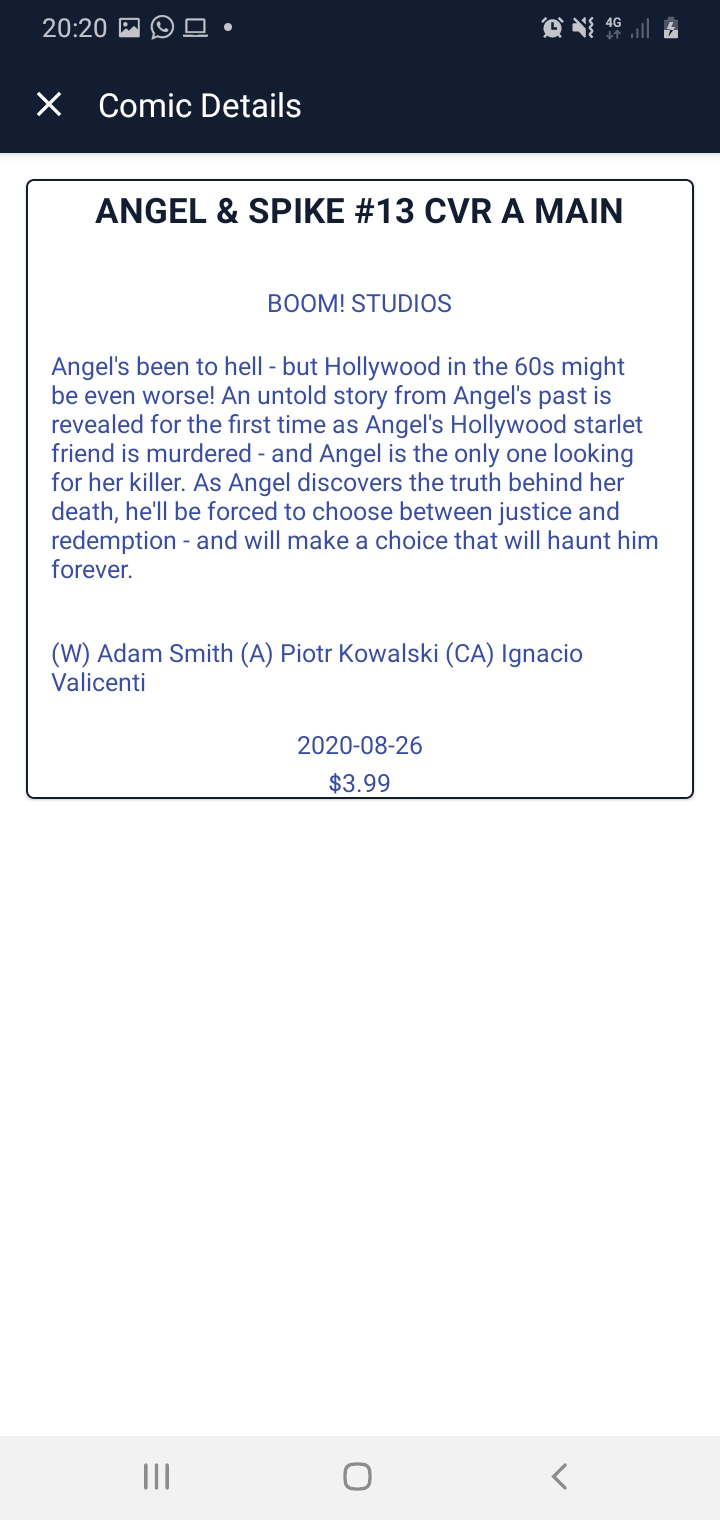 20:20
4G
Comic Details
ANGEL & SPIKE #13 CVR A MAIN
BOOM! STUDIOS
Angel's been to hell - but Hollywood in the 60s might
be even worse! An untold story from Angel's past is
revealed for the first time as Angel's Hollywood starlet
friend is murdered - and Angel is the only one looking
for her killer. As Angel discovers the truth behind her
death, he'll be forced to choose between justice and
redemption - and will make a choice that will haunt him
forever.
(W) Adam Smith (A) Piotr Kowalski (CA) Ignacio
Valicenti
2020-08-26
$3.99